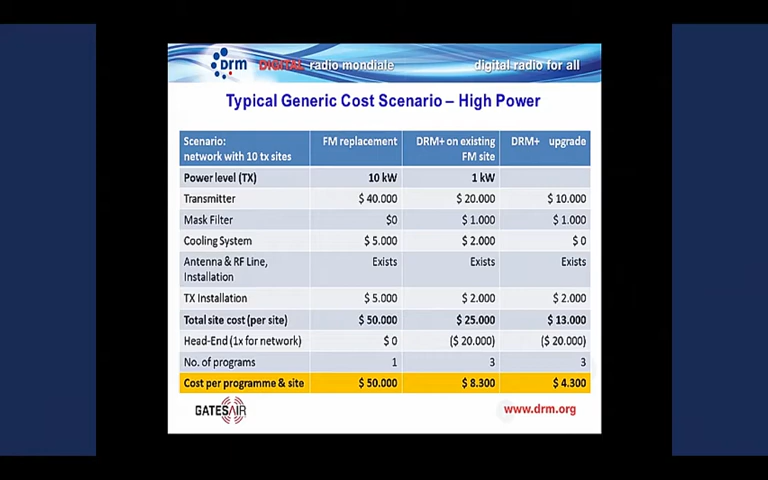 drm DIGITAL radio mondiale digital radio for all
Typical Generic Cost Scenario – High Power
Scenario: FM replacement DRM+ on existing DRM+ upgrade
network with 10 tx sites FM site
Power level (TX) 10 kW 1 kW
Transmitter $ 40.000 $ 20.000 $ 10.000
Mask Filter $0 $ 1.000 $ 1.000
Cooling System $ 5.000 $ 2.000 $ 0
Antenna & RF Line, Exists Exists Exists
Installation
TX Installation $ 5.000 $ 2.000 $ 2.000
Total site cost (per site) $ 50.000 $ 25.000 $ 13.000
Head-End (1x for network) $ 0 ($ 20.000) ($ 20.000)
No. of programs 1 3 3
Cost per programme & site $ 50.000 $ 8.300 $ 4.300
GATESAIR www.drm.org